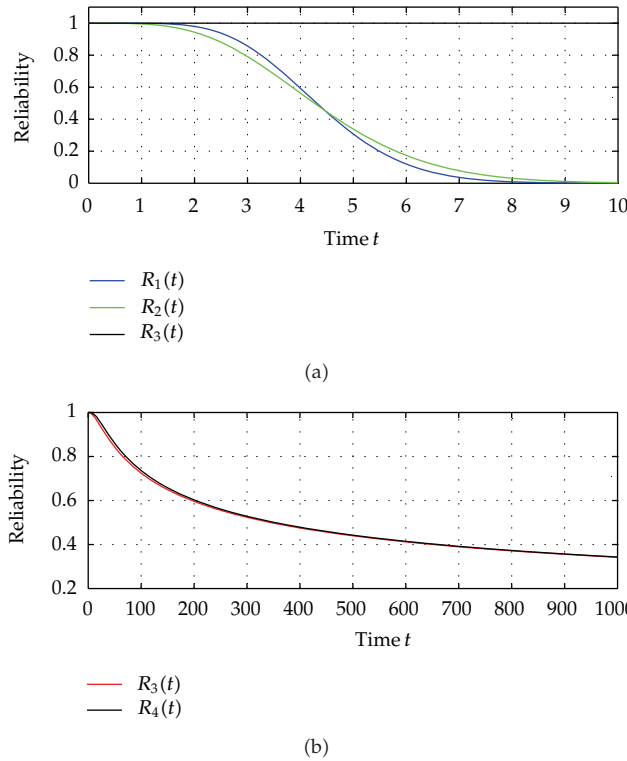 1
0.8
0.6
0.4
0.2
0
Reliability
0 1 2 3 4 5 6 7 8 9 10
Time t
R1(t)
R2(t)
R3(t)
(a)
1
0.8
0.6
0.4
0.2
Reliability
0 100 200 300 400 500 600 700 800 900 1000
Time t
R3(t)
R4(t)
(b)